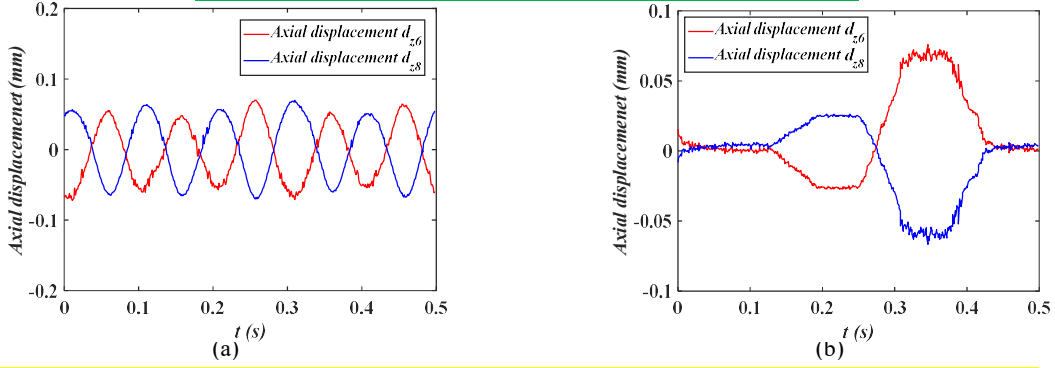 0.2
0.1
0
-0.1
-0.2
Axial displacemenet (mm)
Axial displacement d_z6
Axial displacement d_z8
0 0.1 0.2 0.3 0.4 0.5
t (s)
(a)
0.1
0.05
0
-0.05
-0.1
Axial displacemenet (mm)
Axial displacement d_z6
Axial displacement d_z8
0 0.1 0.2 0.3 0.4 0.5
t (s)
(b)